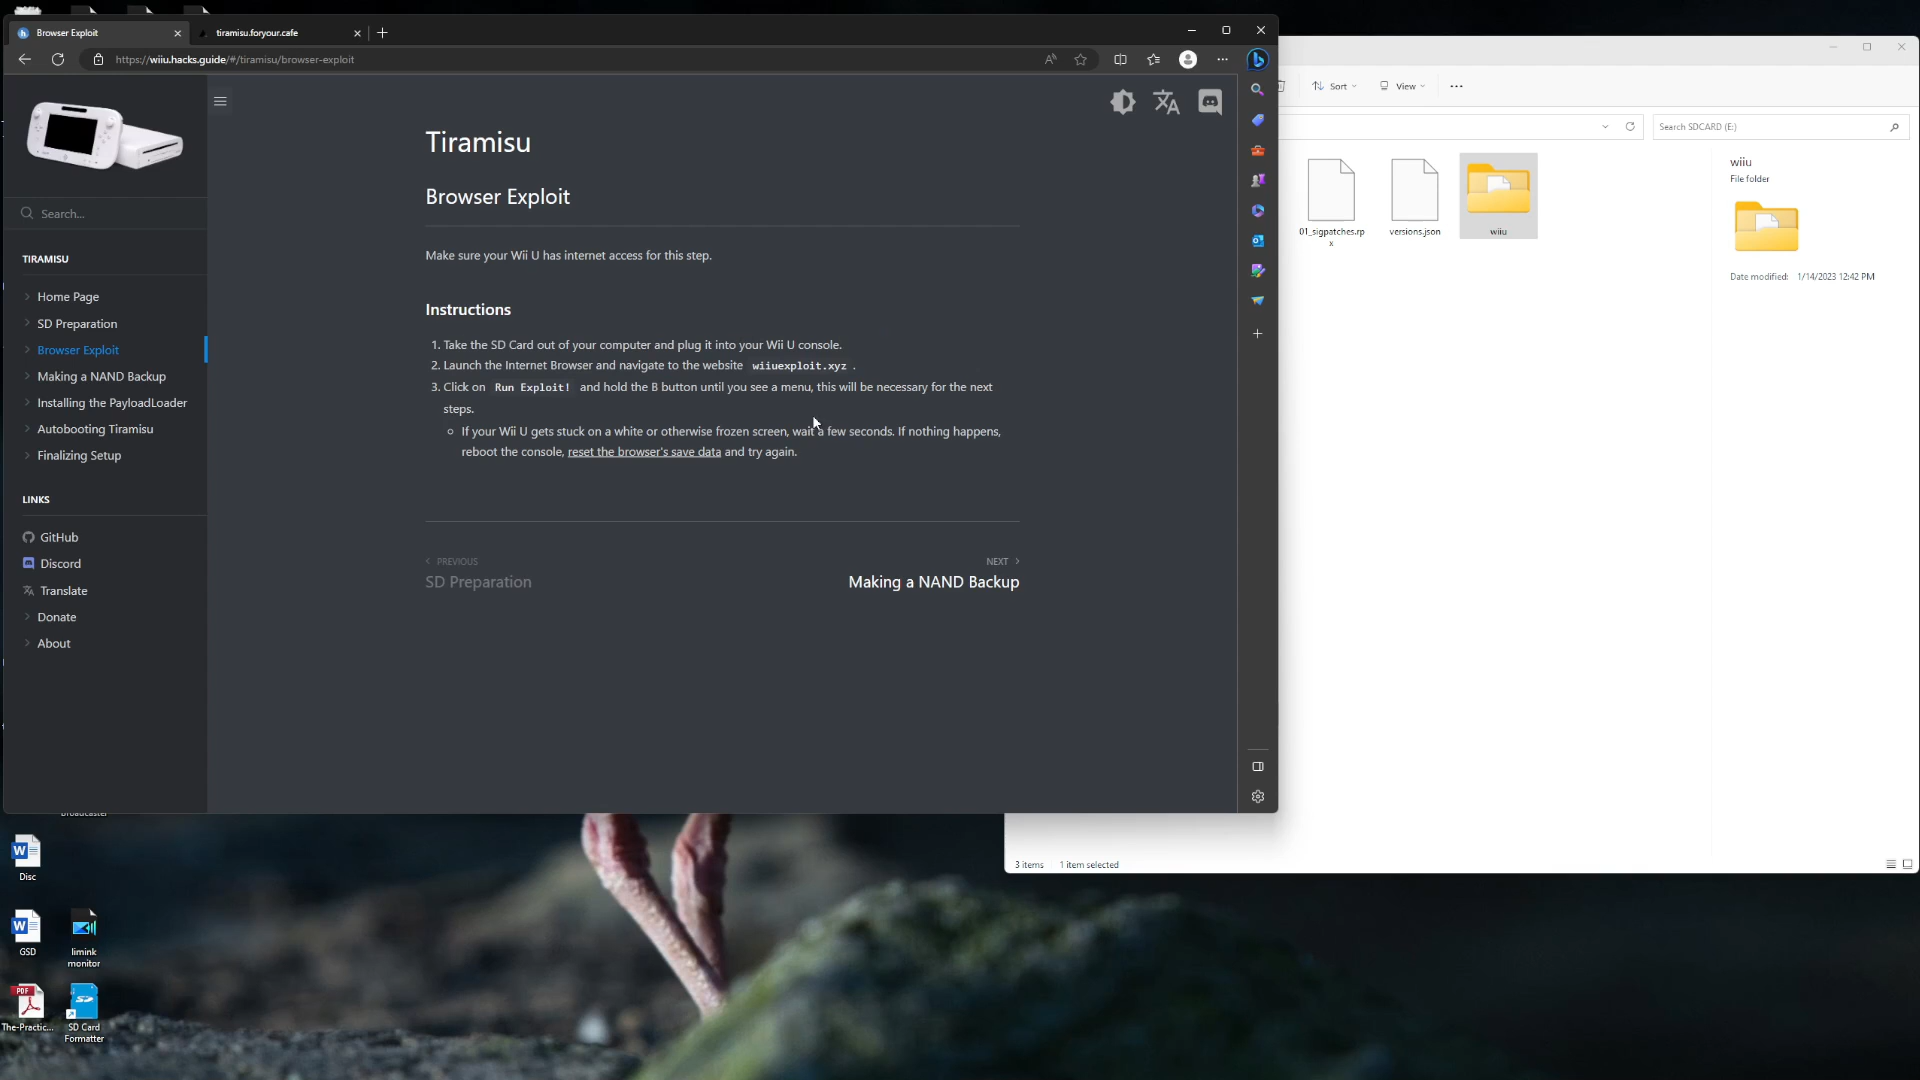 Browser Exploit
tiramisu.foryour.cafe
https://wiiu.hacks.guide/#/tiramisu/browser-exploit
Search...
TIRAMISU
Home Page
SD Preparation
Browser Exploit
Making a NAND Backup
Installing the PayloadLoader
Autobooting Tiramisu
Finalizing Setup
LINKS
GitHub
Discord
Translate
Donate
About
Tiramisu
Browser Exploit
Make sure your Wii U has internet access for this step.
Instructions
1. Take the SD Card out of your computer and plug it into your Wii U console.
2. Launch the Internet Browser and navigate to the website wiiuexploit.xyz .
3. Click on Run Exploit! and hold the B button until you see a menu, this will be necessary for the next
steps.
If your Wii U gets stuck on a white or otherwise frozen screen, wait a few seconds. If nothing happens,
reboot the console, reset the browser's save data and try again.
PREVIOUS
SD Preparation
NEXT
Making a NAND Backup
Sort
View
Search SDCARD (E:)
01_sigpatches.rp
x
versions.json
wiiu
wiiu
File folder
Date modified: 1/14/2023 12:42 PM
3 items 1 item selected
Disc
GSD
limink
monitor
PDF
The-Practic...
SD Card
Formatter